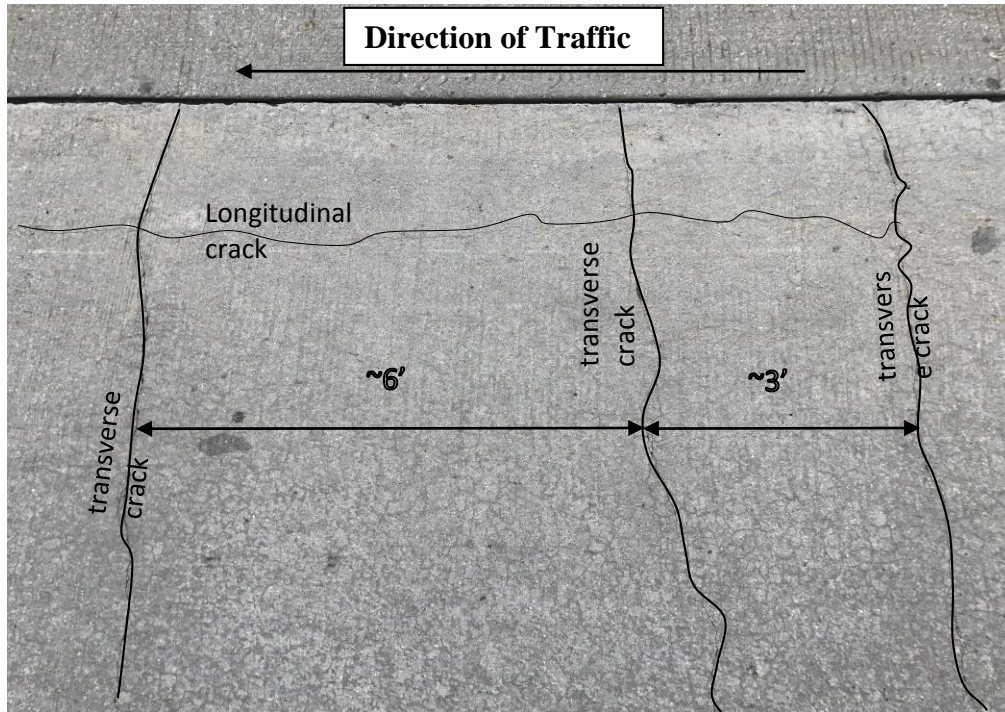 Direction of Traffic
Longitudinal
crack
transverse
crack
transvers
e crack
~6’
~3’
transverse
crack